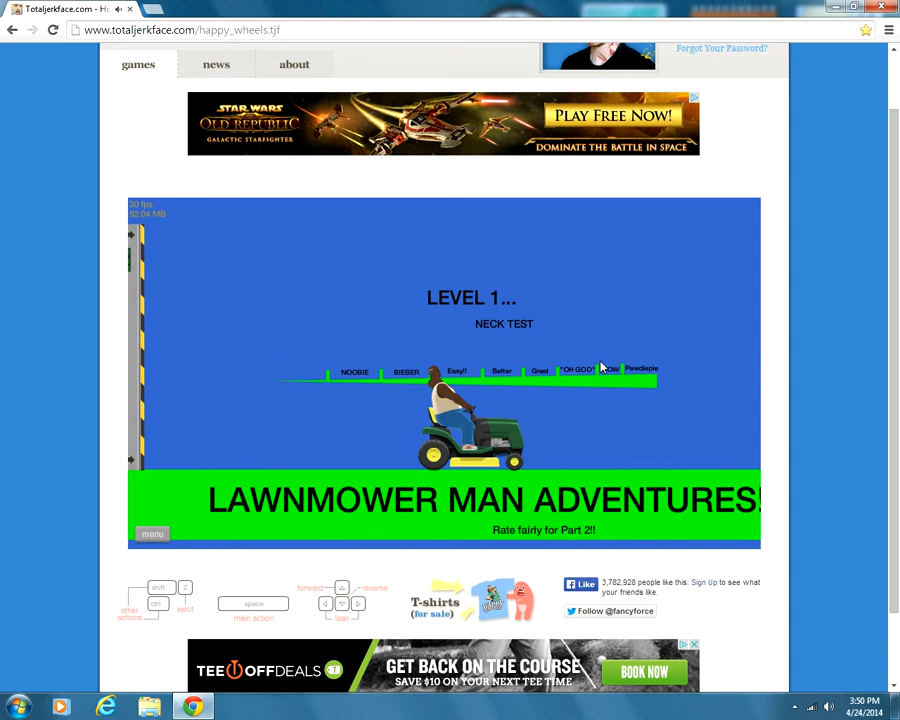 Totaljerkface.com - Ho
www.totaljerkface.com/happy_wheels.tjf
Forgot Your Password?
games
news
about
STAR WARS
OLD REPUBLIC
GALACTIC STARFIGHTER
PLAY FREE NOW!
DOMINATE THE BATTLE IN SPACE
30 fps
92.04 MB
LEVEL 1...
NECK TEST
NOOBIE BIEBER Easy!! Better Great "OH GOD" Pewdiepie
LAWNMOWER MAN ADVENTURES!
Rate fairly for Part 2!!
menu
shift Z
ctrl
eject
other
actions
space
main action
forward
reverse
lean
T-shirts
(for sale)
Like 3,782,928 people like this. Sign Up to see what
your friends like.
Follow @fancyforce
TEE OFF DEALS
GET BACK ON THE COURSE
SAVE $10 ON YOUR NEXT TEE TIME
BOOK NOW
3:50 PM
4/24/2014